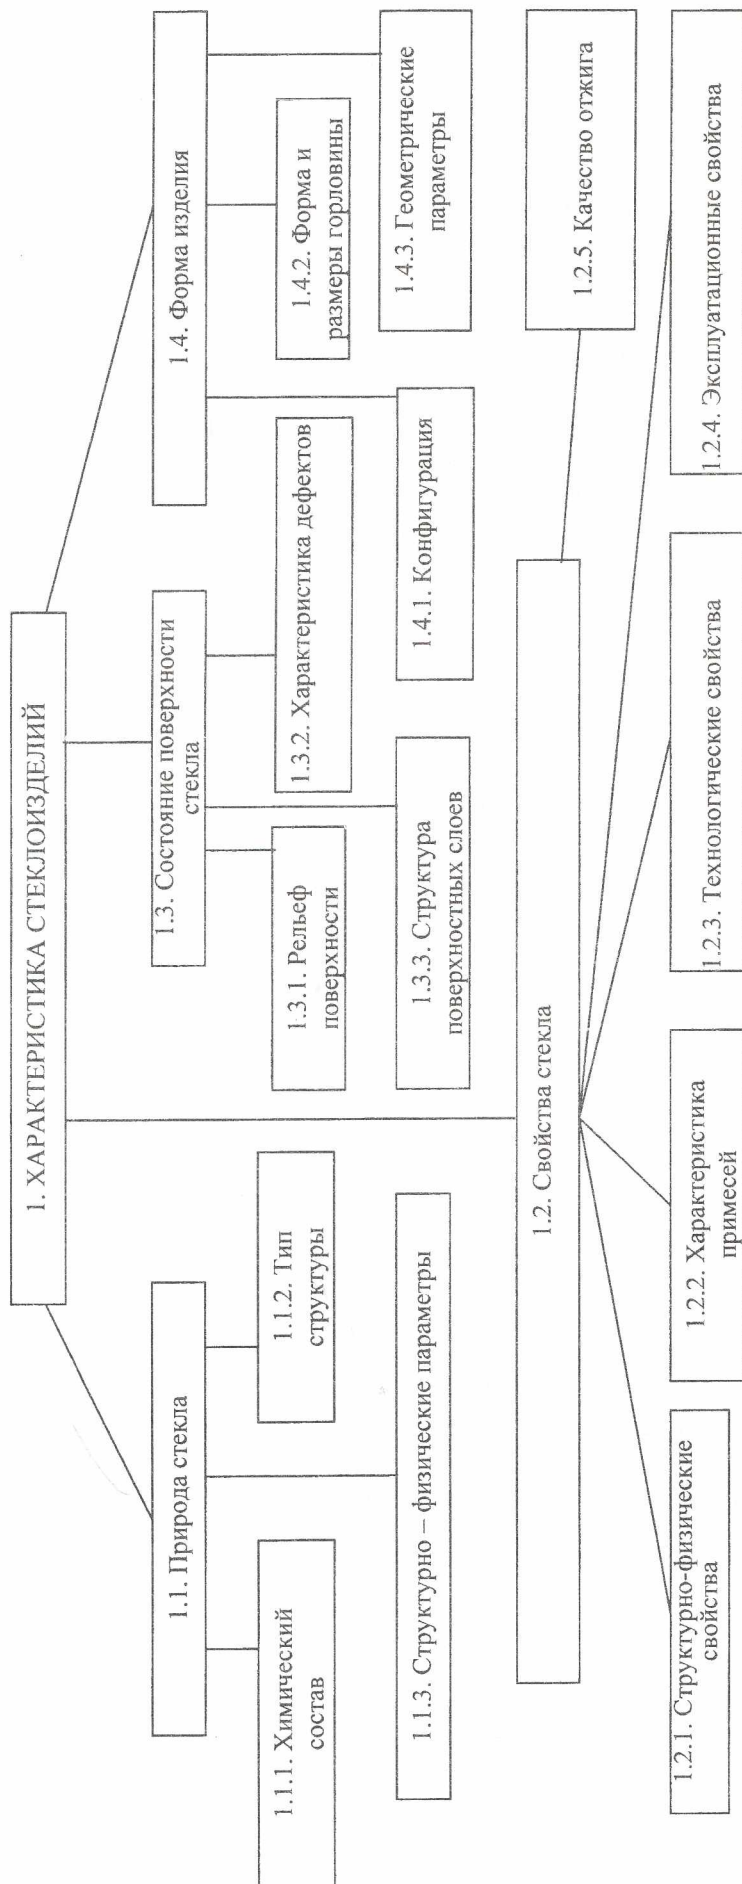 1. ХАРАКТЕРИСТИКА СТЕКЛОИЗДЕЛИЙ
1.1. Природа стекла
1.3. Состояние поверхности
стекла
1.4. Форма изделия
1.1.1. Химический
состав
1.1.2. Тип
структуры
1.3.1. Рельеф
поверхности
1.3.2. Характеристика дефектов
1.4.2. Форма и
размеры горловины
1.1.3. Структурно – физические параметры
1.3.3. Структура
поверхностных слоев
1.4.1. Конфигурация
1.4.3. Геометрические
параметры
1.2. Свойства стекла
1.2.5. Качество отжига
1.2.1. Структурно-физические
свойства
1.2.2. Характеристика
примесей
1.2.3. Технологические свойства
1.2.4. Эксплуатационные свойства